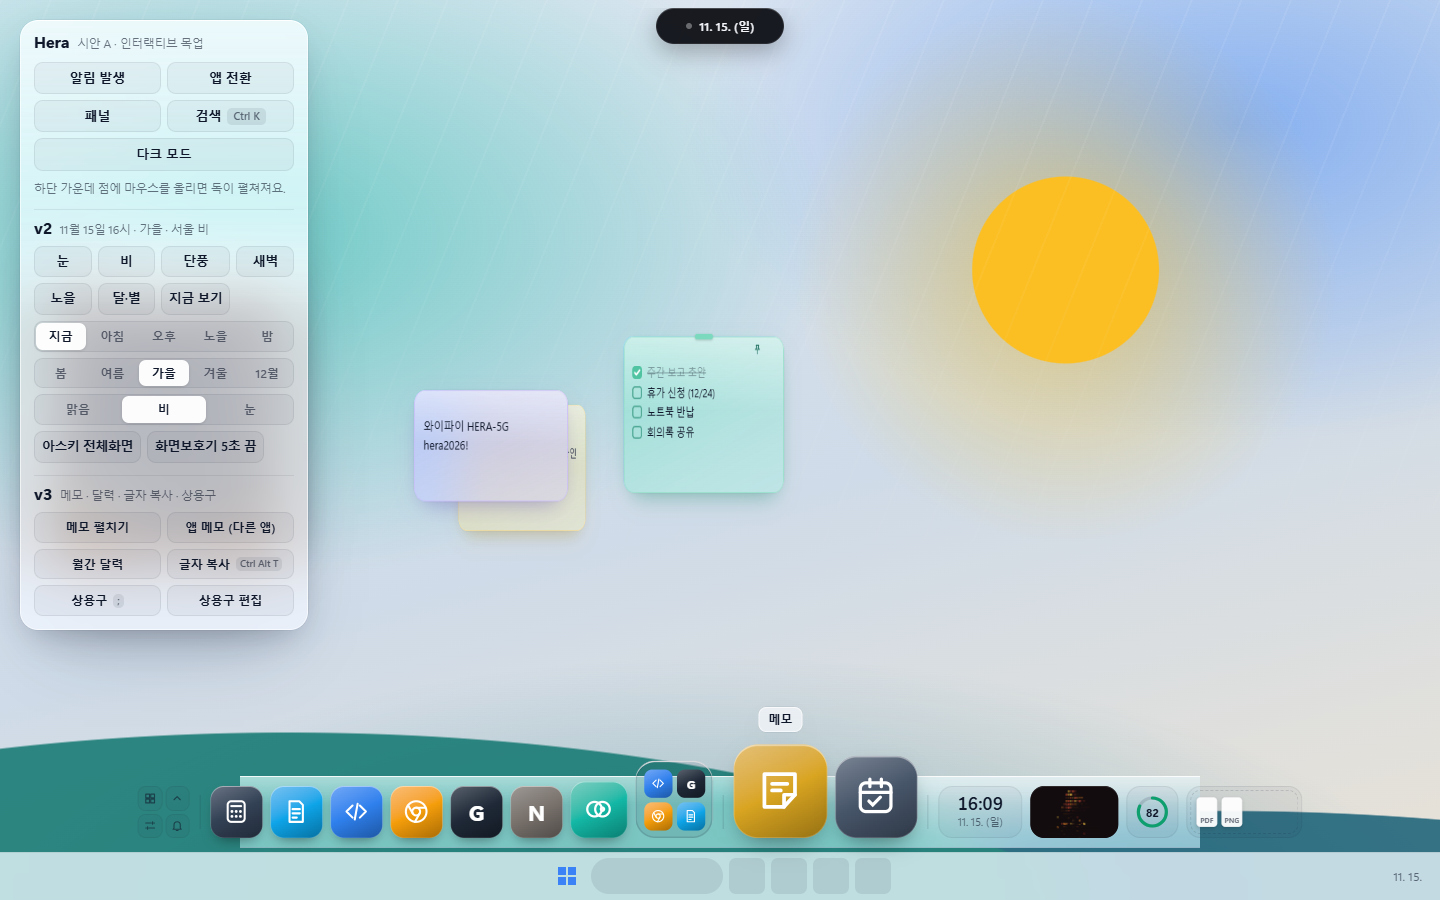 11. 15. (일)
Hera 시안 A · 인터랙티브 목업
알림 발생
앱 전환
패널
검색 Ctrl K
다크 모드
하단 가운데 점에 마우스를 올리면 독이 펼쳐져요.
v2 11월 15일 16시 · 가을 · 서울 비
눈
비
단풍
새벽
노을
달·별
지금 보기
지금
아침
오후
노을
밤
봄
여름
가을
겨울
12월
맑음
비
눈
아스키 전체화면
화면보호기 5초 끔
v3 메모 · 달력 · 글자 복사 · 상용구
메모 펼치기
앱 메모 (다른 앱)
월간 달력
글자 복사 Ctrl Alt T
상용구 ;
상용구 편집
와이파이 HERA-5G
hera2026!
주간 보고 초안
휴가 신청 (12/24)
노트북 반납
회의록 공유
메모
G
N
G
16:09
11. 15. (일)
82
PDF
PNG
11. 15.